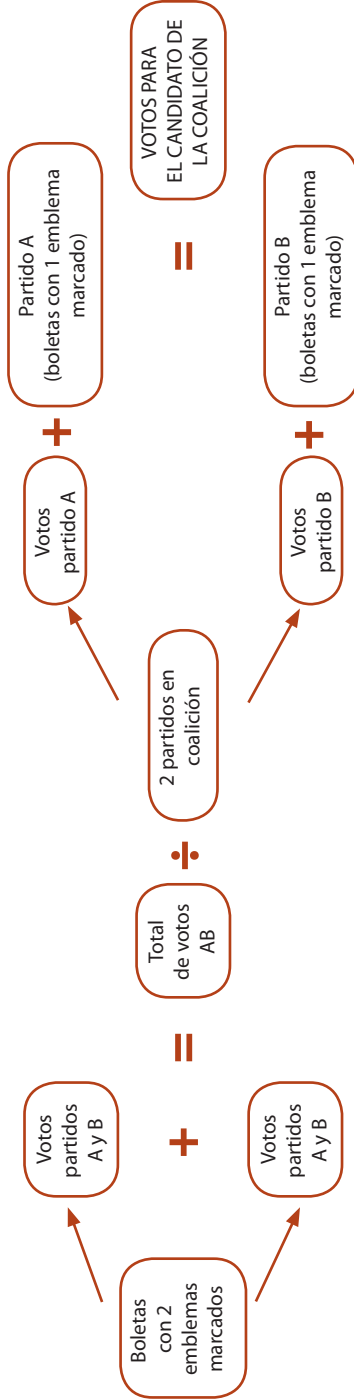 Boletas
con 2
emblemas
marcados
Votos
partidos
A y B
+
Votos
partidos
A y B
=
Total
de votos
AB
÷
2 partidos en
coalición
Votos
partido A
+
Partido A
(boletas con 1 emblema
marcado)
Votos
partido B
+
Partido B
(boletas con 1 emblema
marcado)
=
VOTOS PARA
EL CANDIDATO DE
LA COALICIÓN